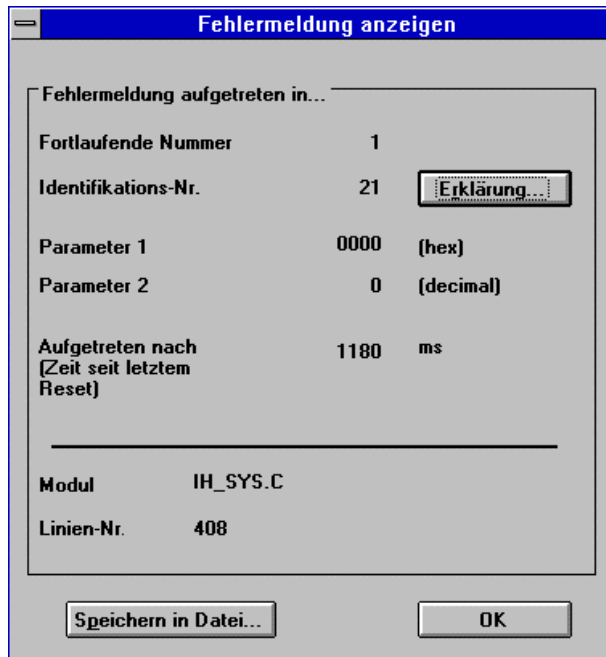 Fehlermeldung anzeigen
Fehlermeldung aufgetreten in...
Fortlaufende Nummer 1
Identifikations-Nr. 21 Erklärung...
Parameter 1 0000 (hex)
Parameter 2 0 (decimal)
Aufgetreten nach 1180 ms
(Zeit seit letztem
Reset)
Modul IH_SYS.C
Linien-Nr. 408
Speichern in Datei... OK